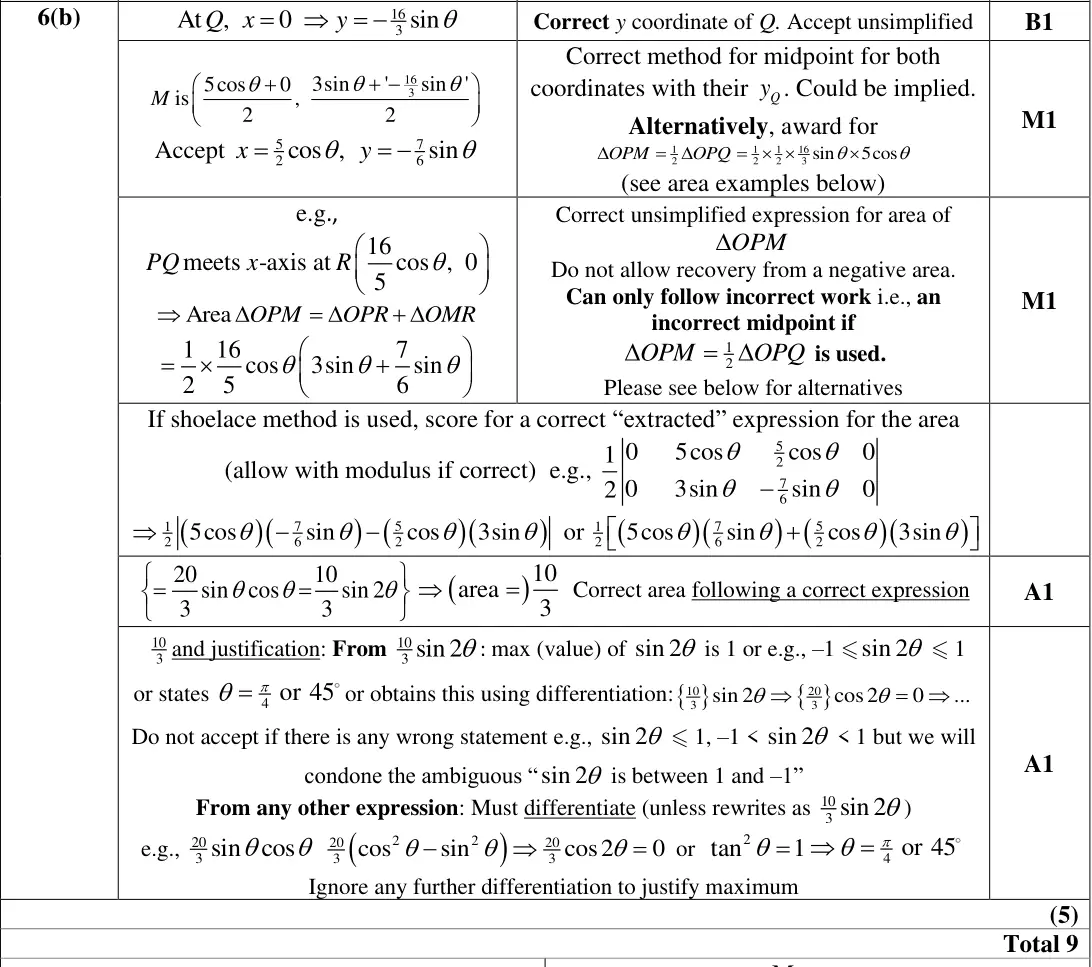 6(b)
At Q, x = 0 ⇒ y = −16/3 sin θ
Correct y coordinate of Q. Accept unsimplified
B1
M is (5cos θ + 0 / 2, 3sin θ + '−16/3 sin θ' / 2)
Accept x = 5/2 cos θ, y = −7/6 sin θ
Correct method for midpoint for both
coordinates with their y_Q. Could be implied.
Alternatively, award for
ΔOPM = 1/2 ΔOPQ = 1/2 × 1/2 × 16/3 sin θ × 5cos θ
(see area examples below)
M1
e.g.,
PQ meets x-axis at R (16/5 cos θ, 0)
⇒ Area ΔOPM = ΔOPR + ΔOMR
= 1/2 × 16/5 cos θ (3sin θ + 7/6 sin θ)
Correct unsimplified expression for area of
ΔOPM
Do not allow recovery from a negative area.
Can only follow incorrect work i.e., an
incorrect midpoint if
ΔOPM = 1/2 ΔOPQ is used.
Please see below for alternatives
M1
If shoelace method is used, score for a correct “extracted” expression for the area
(allow with modulus if correct) e.g., 1/2 |0 5cos θ 5/2 cos θ 0
0 3sin θ −7/6 sin θ 0|
⇒ 1/2 |(5cos θ)(−7/6 sin θ) − (5/2 cos θ)(3sin θ)| or 1/2 [(5cos θ)(7/6 sin θ) + (5/2 cos θ)(3sin θ)]
{= 20/3 sin θ cos θ = 10/3 sin 2θ} ⇒ (area =) 10/3 Correct area following a correct expression
A1
10/3 and justification: From 10/3 sin 2θ : max (value) of sin 2θ is 1 or e.g., –1 ⩽ sin 2θ ⩽ 1
or states θ = π/4 or 45° or obtains this using differentiation: {10/3} sin 2θ ⇒ {20/3} cos 2θ = 0 ⇒ ...
Do not accept if there is any wrong statement e.g., sin 2θ ⩽ 1, –1 < sin 2θ < 1 but we will
condone the ambiguous “sin 2θ is between 1 and –1”
From any other expression: Must differentiate (unless rewrites as 10/3 sin 2θ )
e.g., 20/3 sin θ cos θ 20/3 (cos² θ − sin² θ) ⇒ 20/3 cos 2θ = 0 or tan² θ = 1 ⇒ θ = π/4 or 45°
Ignore any further differentiation to justify maximum
A1
(5)
Total 9